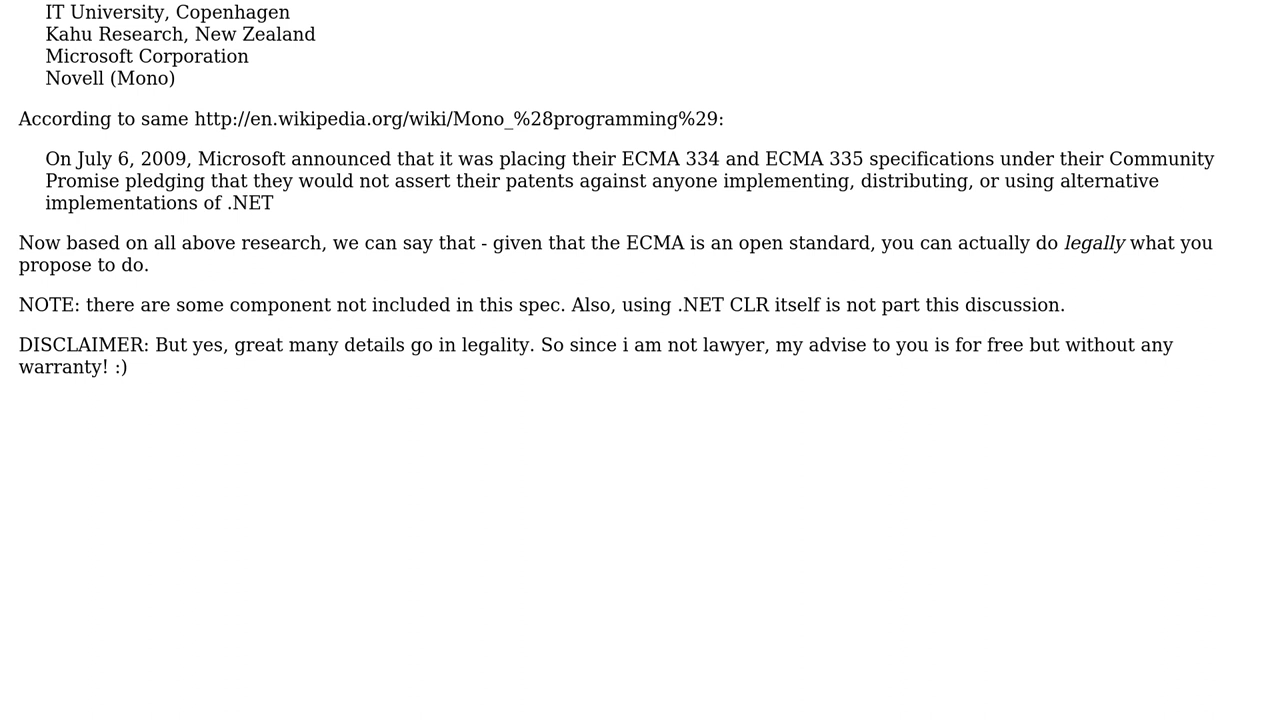 IT University, Copenhagen
Kahu Research, New Zealand
Microsoft Corporation
Novell (Mono)
According to same http://en.wikipedia.org/wiki/Mono_%28programming%29:
On July 6, 2009, Microsoft announced that it was placing their ECMA 334 and ECMA 335 specifications under their Community
Promise pledging that they would not assert their patents against anyone implementing, distributing, or using alternative
implementations of .NET
Now based on all above research, we can say that - given that the ECMA is an open standard, you can actually do legally what you
propose to do.
NOTE: there are some component not included in this spec. Also, using .NET CLR itself is not part this discussion.
DISCLAIMER: But yes, great many details go in legality. So since i am not lawyer, my advise to you is for free but without any
warranty! :)